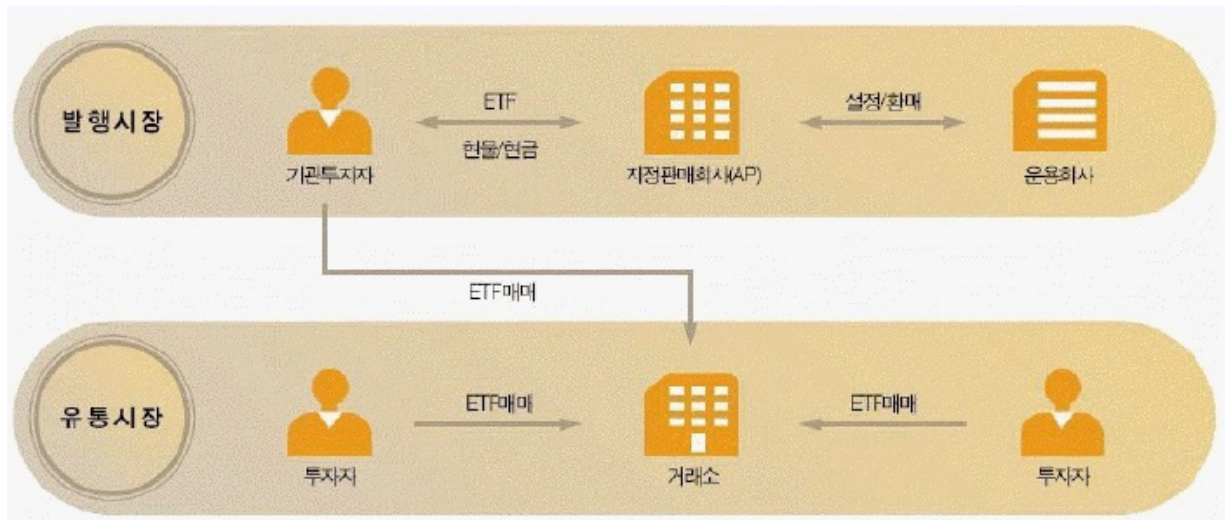 발행시장
ETF
현물/현금
설정/환매
기관투자자
지정판매회사(AP)
운용회사
ETF매매
유통시장
ETF매매
ETF매매
투자자
거래소
투자자